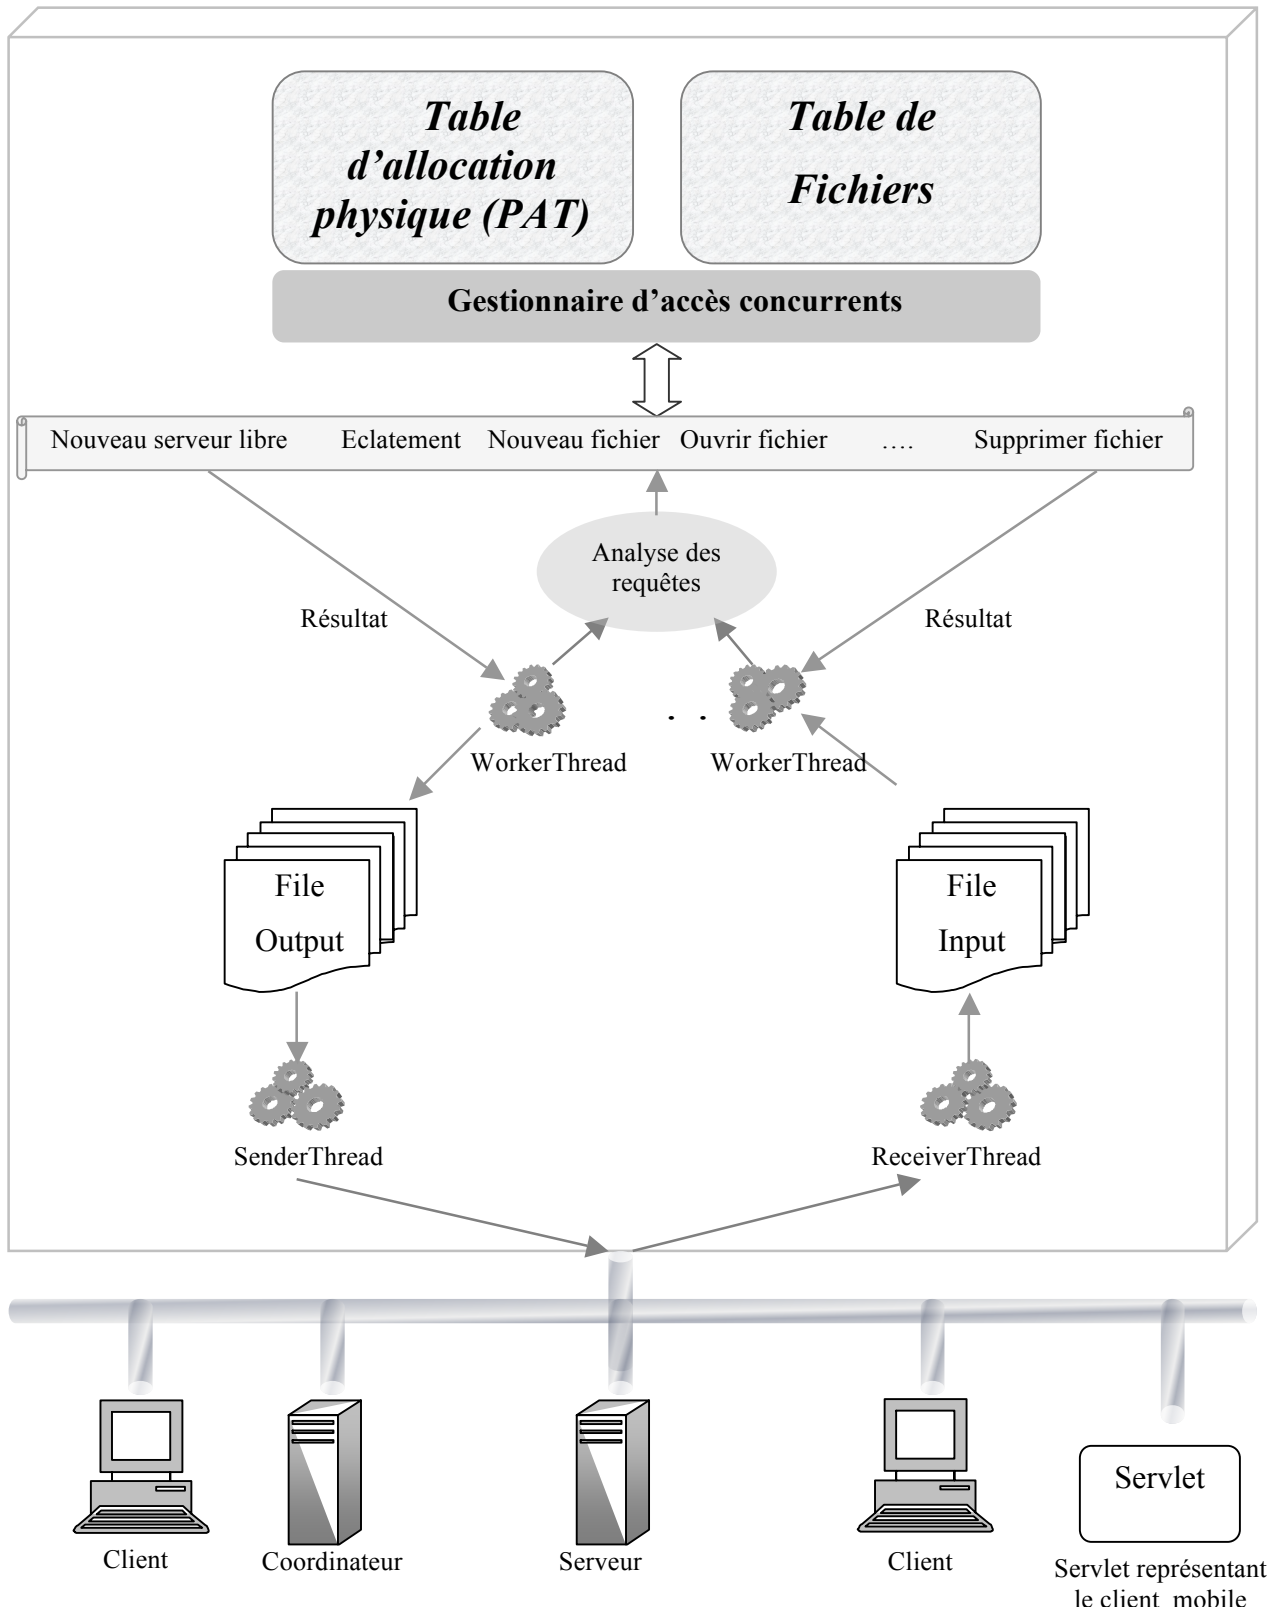 Table
d’allocation
physique (PAT)
Table de
Fichiers
Gestionnaire d’accès concurrents
Nouveau serveur libre Eclatement Nouveau fichier Ouvrir fichier .... Supprimer fichier
Analyse des
requêtes
Résultat
Résultat
. .
WorkerThread
WorkerThread
File
Output
File
Input
SenderThread
ReceiverThread
Servlet
Client
Coordinateur
Serveur
Client
Servlet représentant
le client mobile